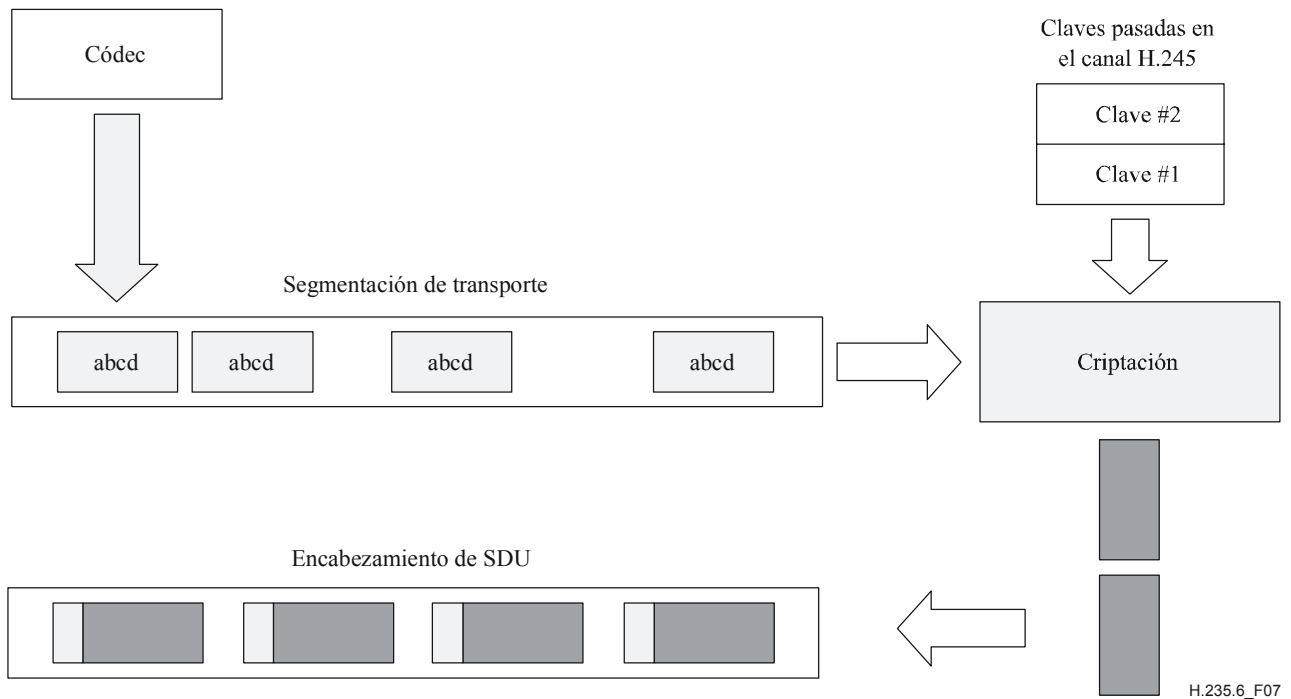 Códec
Claves pasadas en
el canal H.245
Clave #2
Clave #1
Segmentación de transporte
abcd
abcd
abcd
abcd
Criptación
Encabezamiento de SDU
H.235.6_F07